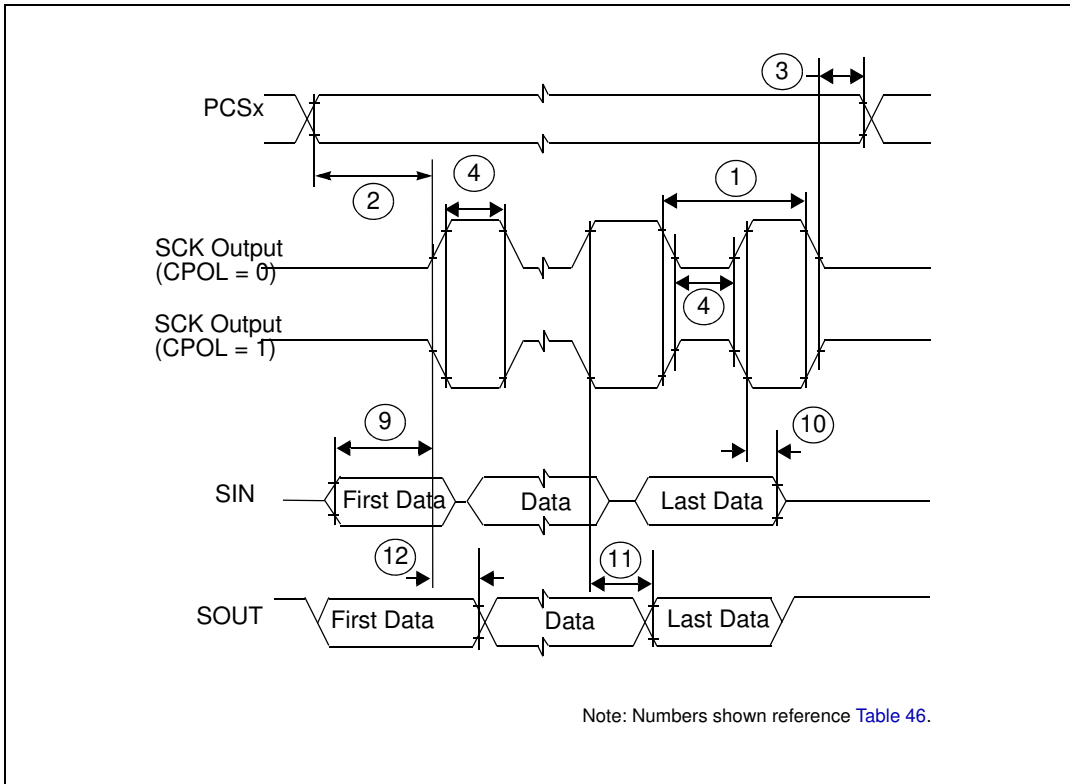 3
PCSx
2
4
1
SCK Output
(CPOL = 0)
4
SCK Output
(CPOL = 1)
9
10
SIN
First Data
Data
Last Data
12
11
SOUT
First Data
Data
Last Data
Note: Numbers shown reference Table 46.